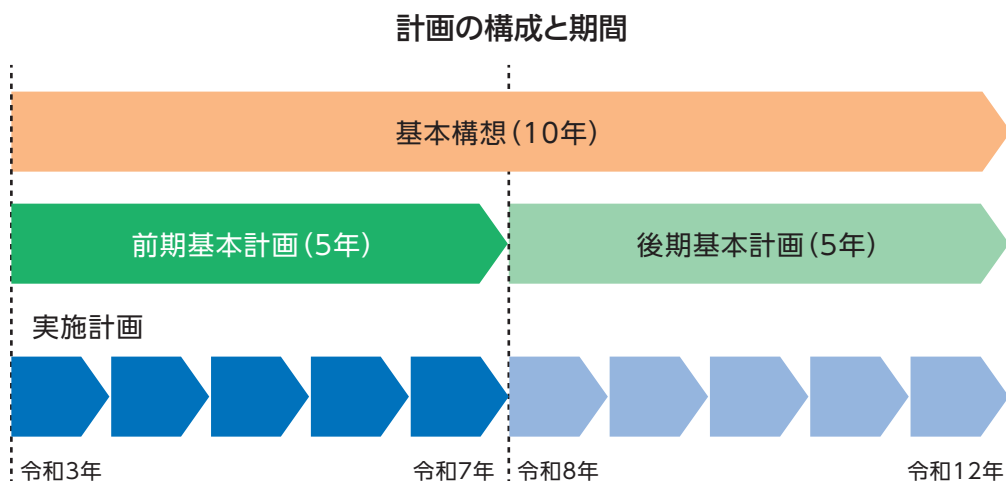 計画の構成と期間
基本構想(10年)
前期基本計画(5年)
後期基本計画(5年)
実施計画
令和3年
令和7年
令和8年
令和12年